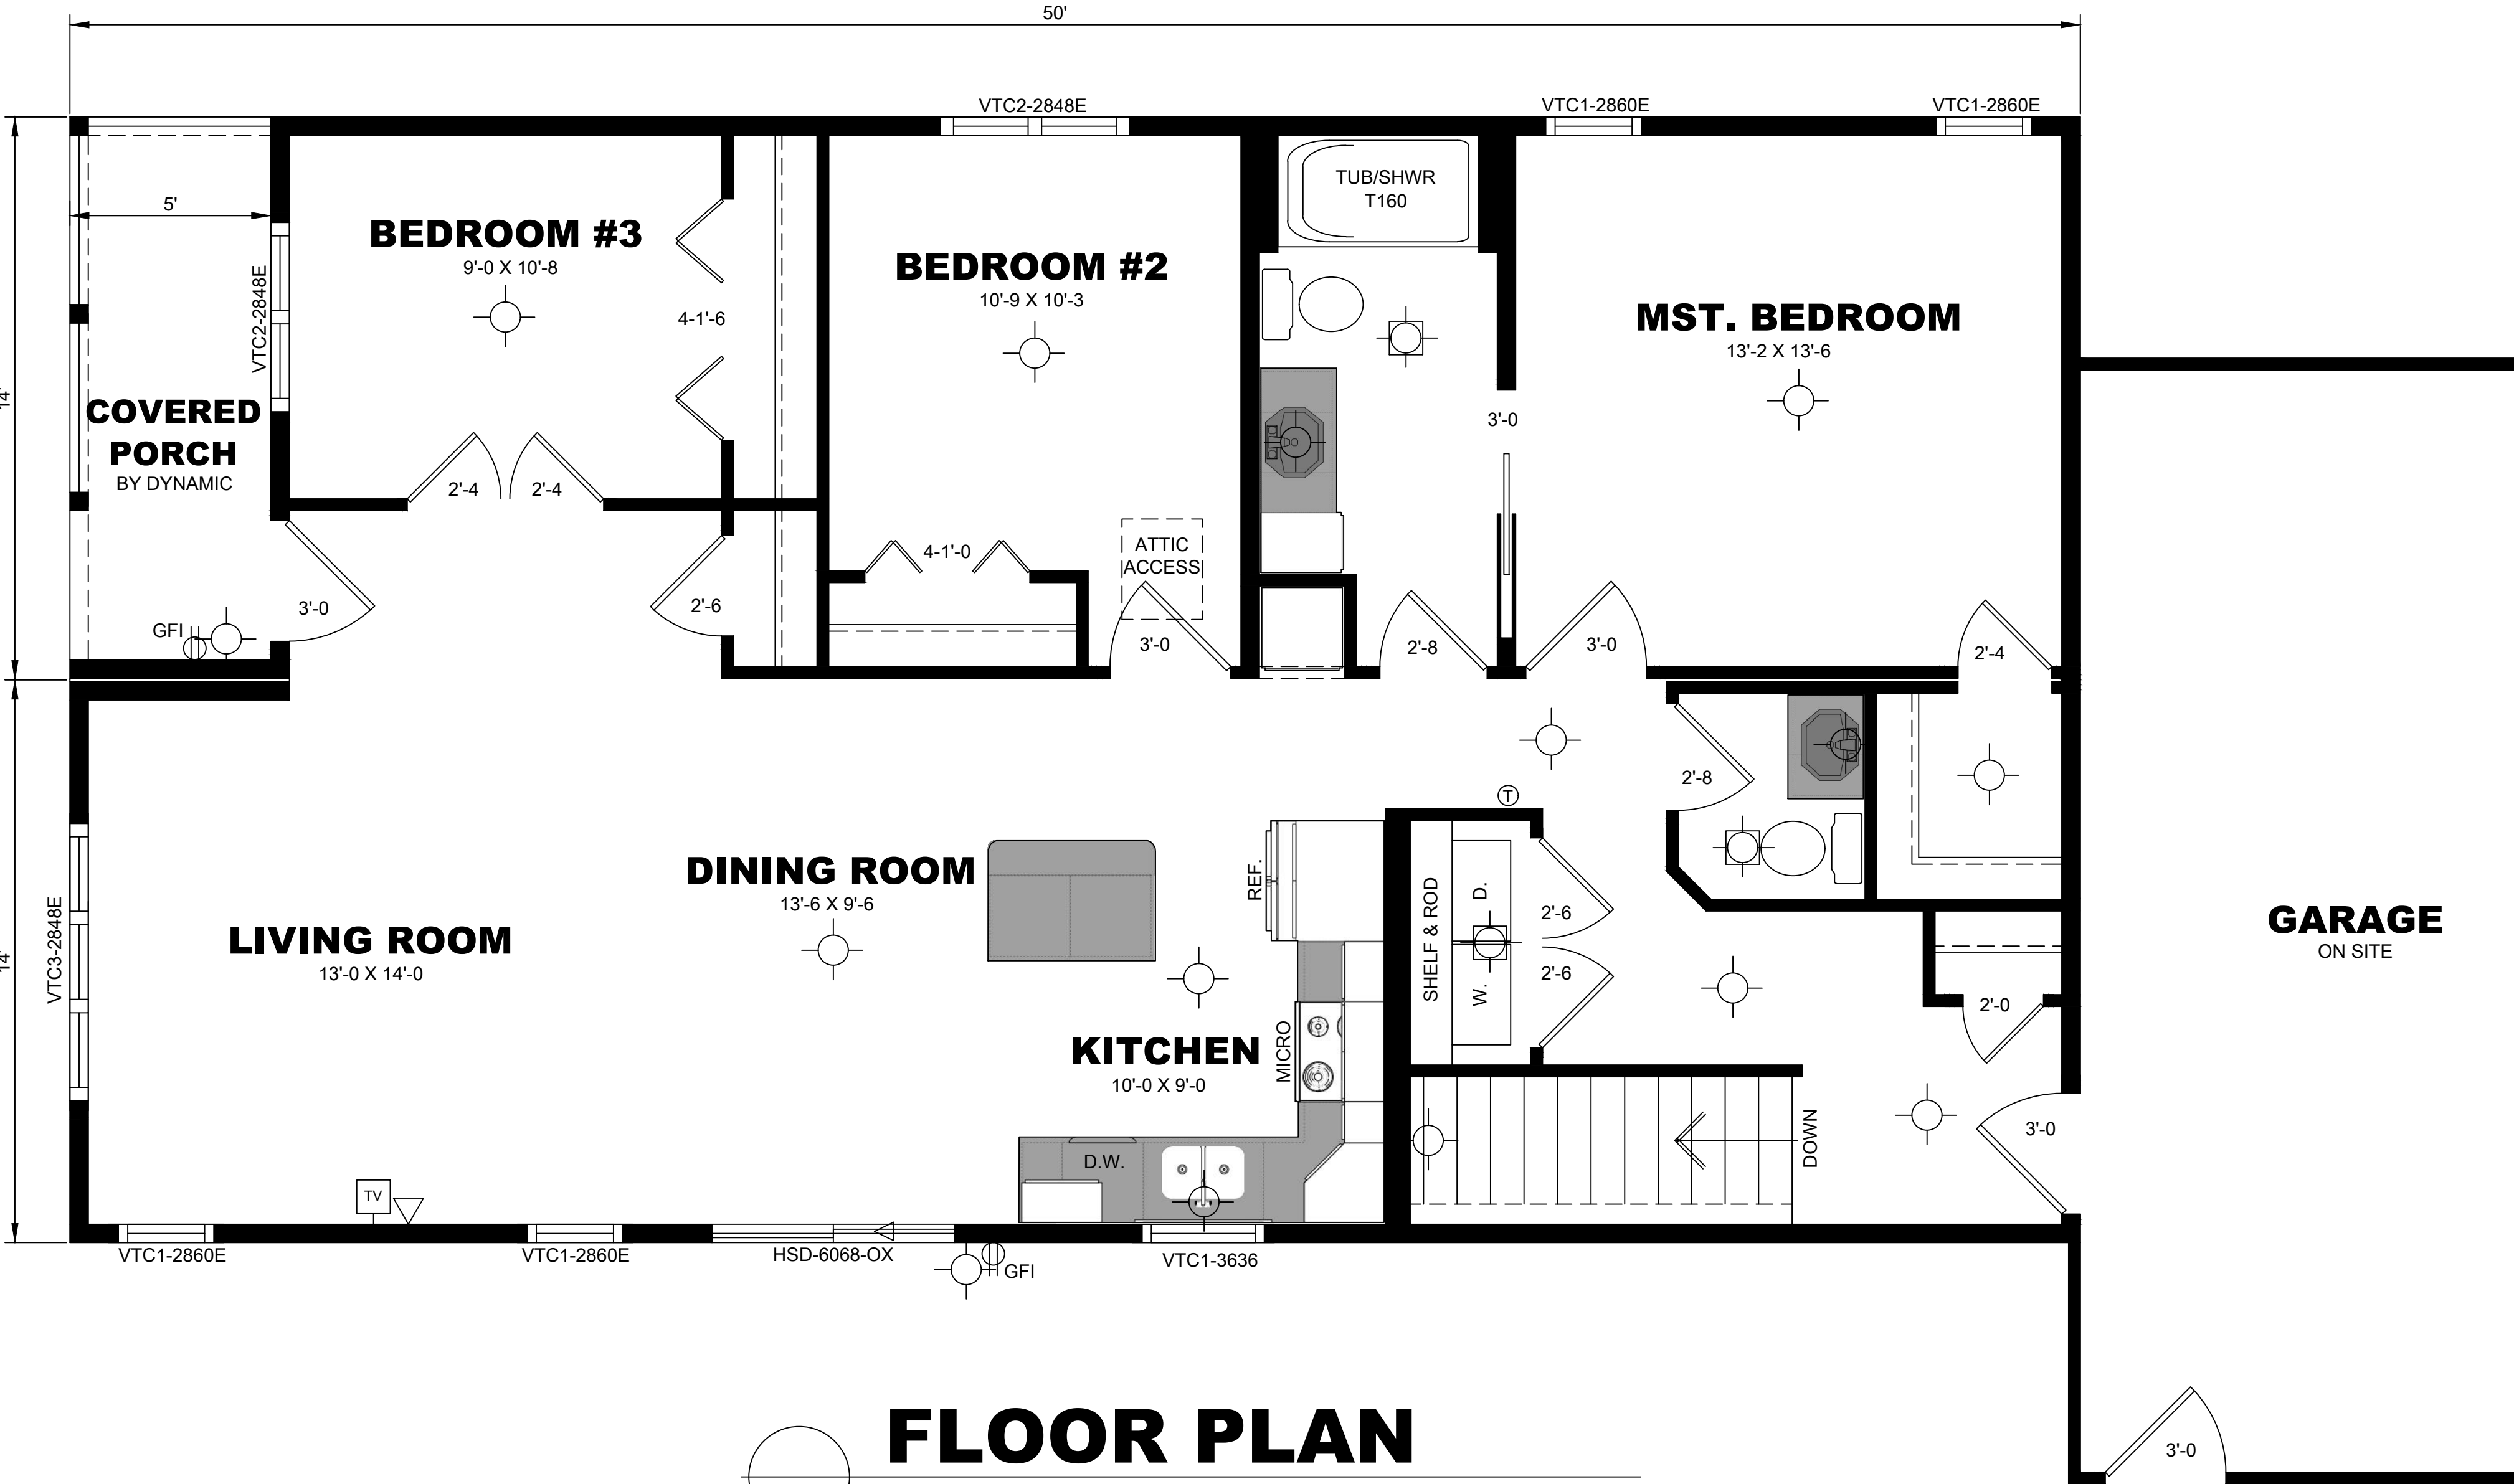 50'
VTC2-2848E
VTC1-2860E
VTC1-2860E
5'
14'
BEDROOM #3
9'-0 X 10'-8
VTC2-2848E
4-1'-6
COVERED
PORCH
BY DYNAMIC
2'-4
2'-4
3'-0
2'-6
GFI
BEDROOM #2
10'-9 X 10'-3
4-1'-0
ATTIC
ACCESS
3'-0
TUB/SHWR
T160
3'-0
2'-8
MST. BEDROOM
13'-2 X 13'-6
3'-0
2'-4
14'
VTC3-2848E
LIVING ROOM
13'-0 X 14'-0
DINING ROOM
13'-6 X 9'-6
REF.
KITCHEN
10'-0 X 9'-0
MICRO
D.W.
T
SHELF & ROD
D.
W.
2'-6
2'-6
2'-8
2'-0
DOWN
3'-0
GARAGE
ON SITE
TV
VTC1-2860E
VTC1-2860E
HSD-6068-OX
GFI
VTC1-3636
FLOOR PLAN
3'-0